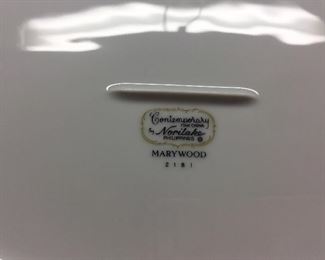 Contemporary
FINE CHINA
by Noritake
PHILIPPINES ®
MARYWOOD
2181